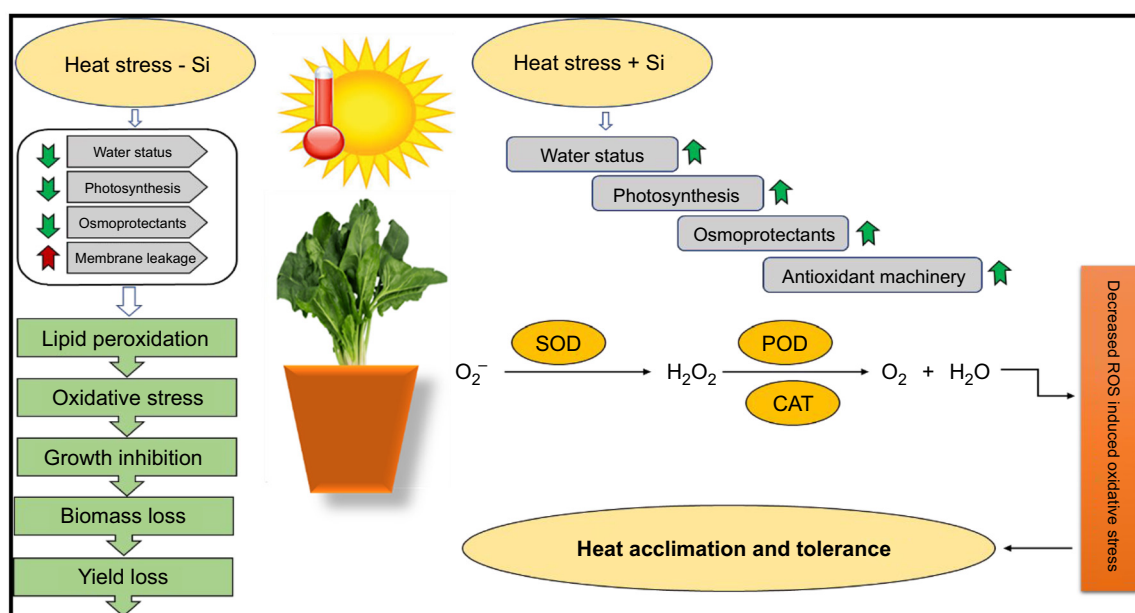 Heat stress - Si
Water status
Photosynthesis
Osmoprotectants
Membrane leakage
Lipid peroxidation
Oxidative stress
Growth inhibition
Biomass loss
Yield loss
Heat stress + Si
Water status
Photosynthesis
Osmoprotectants
Antioxidant machinery
O₂⁻ SOD H₂O₂ POD CAT O₂ + H₂O
Decreased ROS induced oxidative stress
Heat acclimation and tolerance